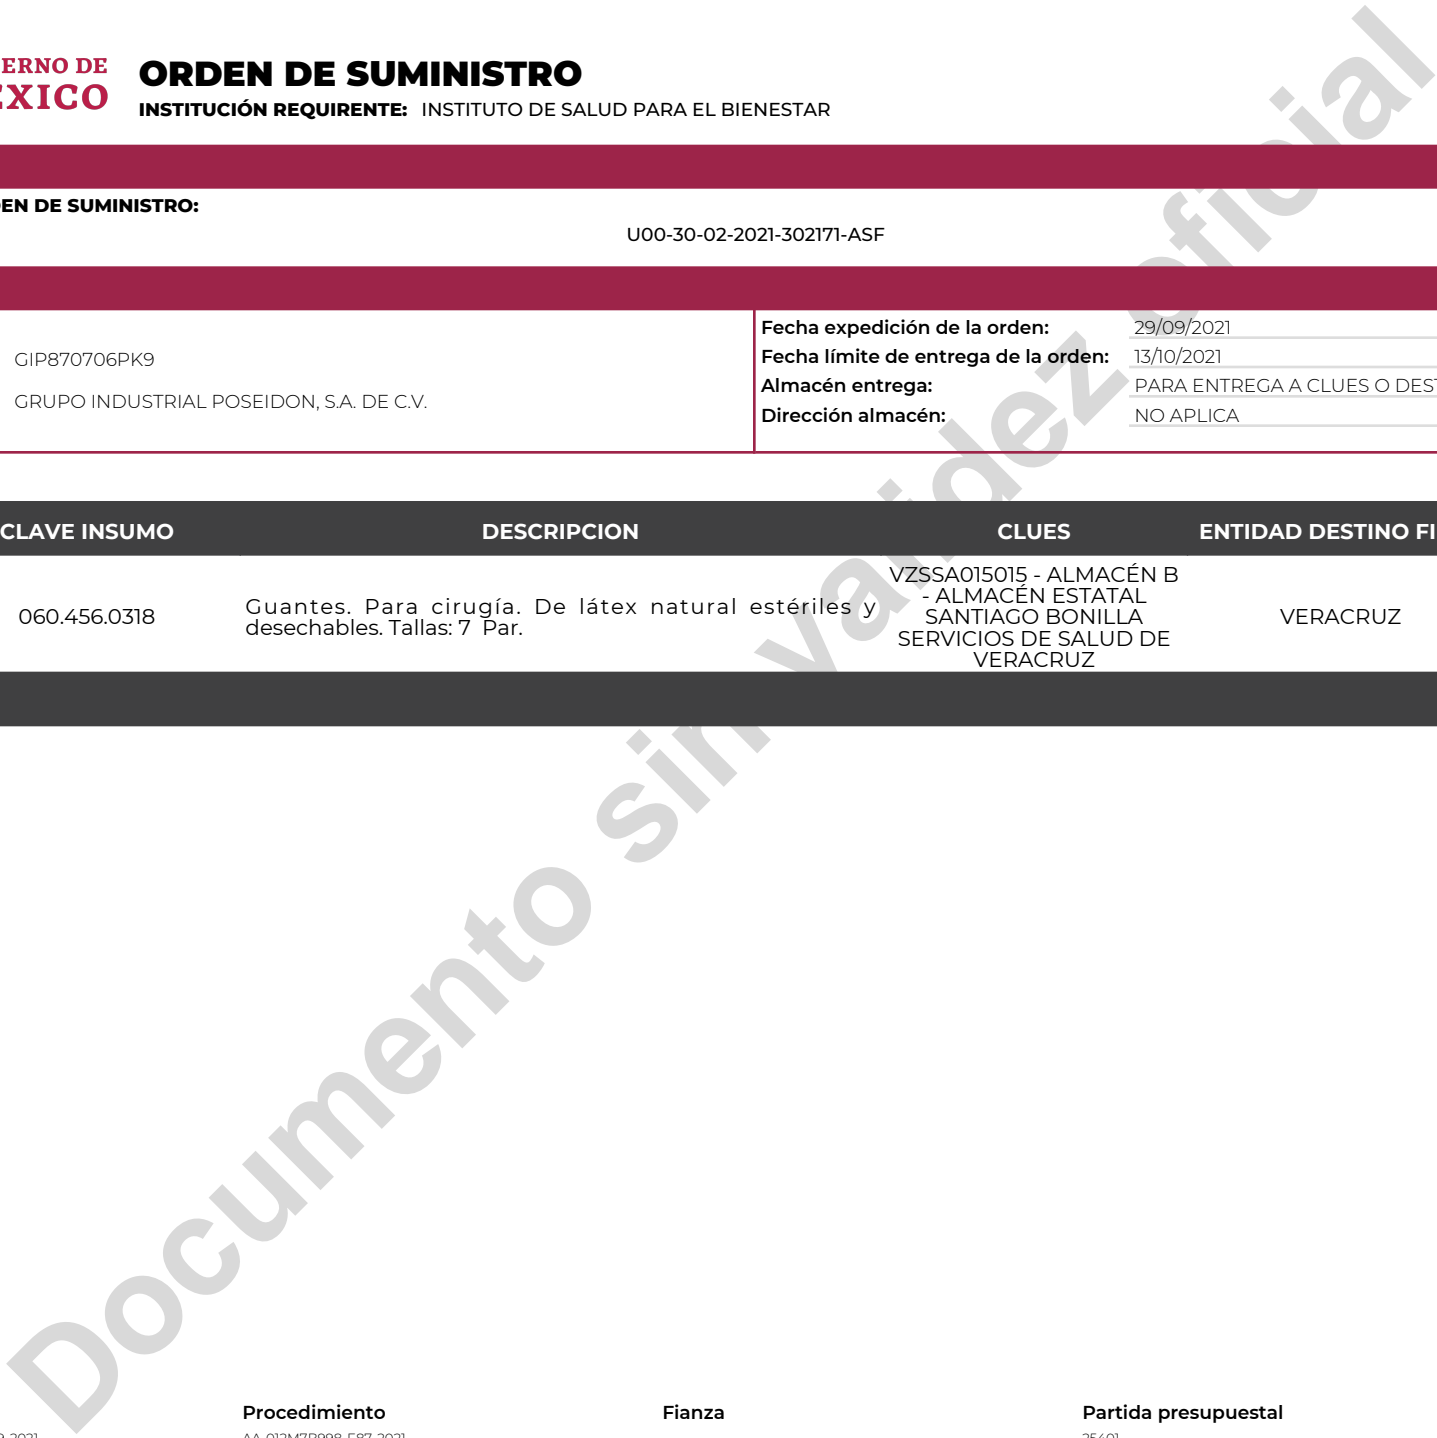 ERNO DE
XICO
ORDEN DE SUMINISTRO
INSTITUCIÓN REQUIRENTE: INSTITUTO DE SALUD PARA EL BIENESTAR
EN DE SUMINISTRO:
U00-30-02-2021-302171-ASF
GIP870706PK9
GRUPO INDUSTRIAL POSEIDON, S.A. DE C.V.
Fecha expedición de la orden: 29/09/2021
Fecha límite de entrega de la orden: 13/10/2021
Almacén entrega: PARA ENTREGA A CLUES O DEST
Dirección almacén: NO APLICA
CLAVE INSUMO DESCRIPCION CLUES ENTIDAD DESTINO FI
060.456.0318
Guantes. Para cirugía. De látex natural estériles y
desechables. Tallas: 7 Par.
VZSSA015015 - ALMACÉN B
- ALMACÉN ESTATAL
SANTIAGO BONILLA
SERVICIOS DE SALUD DE
VERACRUZ
VERACRUZ
Documento sin validez oficial
Procedimiento Fianza Partida presupuestal